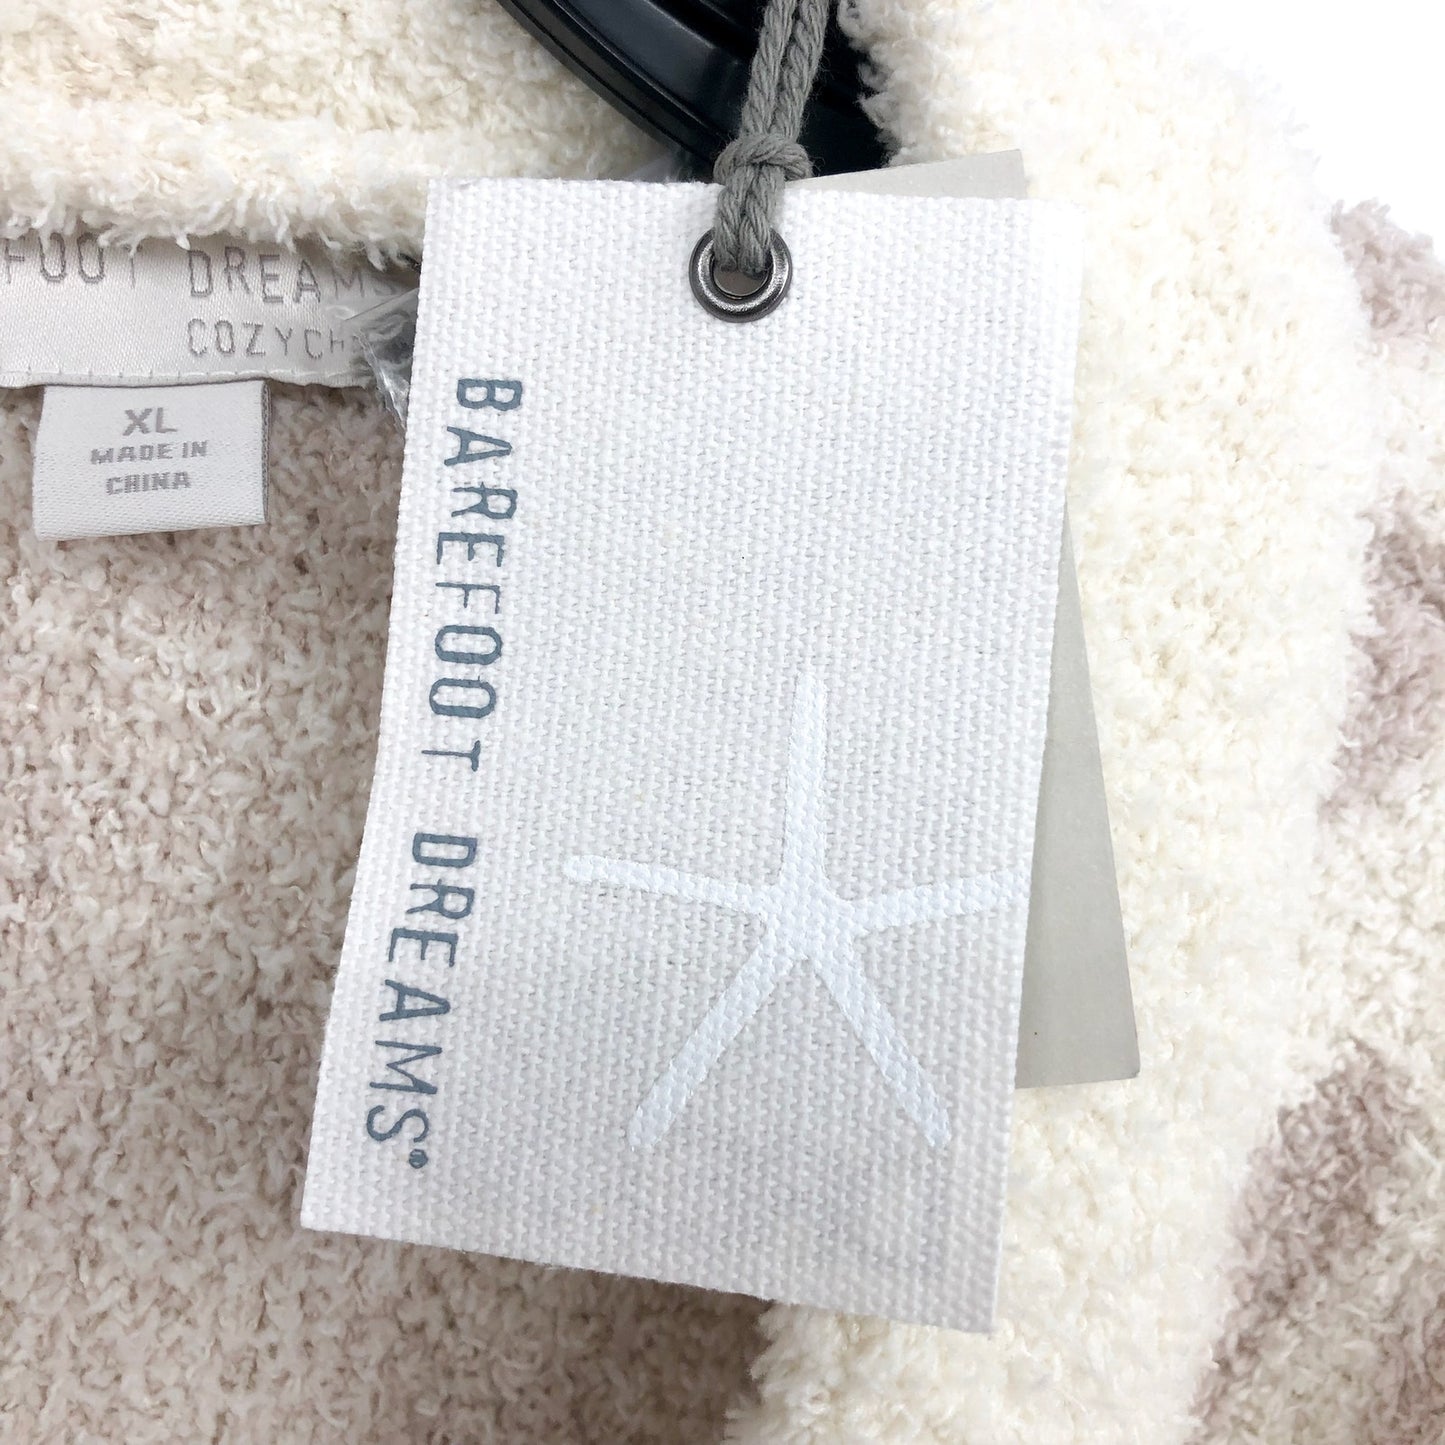 FOOT DREAMS
COZYCH
XL
MADE IN
CHINA
BAREFOOT DREAMS®